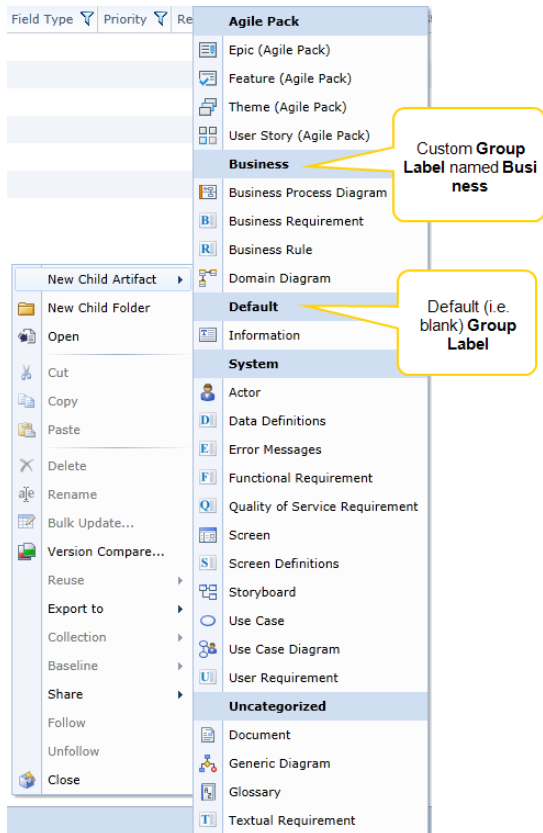 Field Type Priority Re
Agile Pack
Epic (Agile Pack)
Feature (Agile Pack)
Theme (Agile Pack)
User Story (Agile Pack)
Business
Business Process Diagram
Business Requirement
Business Rule
Domain Diagram
Default
Information
System
Actor
Data Definitions
Error Messages
Functional Requirement
Quality of Service Requirement
Screen
Screen Definitions
Storyboard
Use Case
Use Case Diagram
User Requirement
Uncategorized
Document
Generic Diagram
Glossary
Textual Requirement
Custom Group
Label named Busi
ness
Default (i.e.
blank) Group
Label
New Child Artifact
New Child Folder
Open
Cut
Copy
Paste
Delete
Rename
Bulk Update...
Version Compare...
Reuse
Export to
Collection
Baseline
Share
Follow
Unfollow
Close